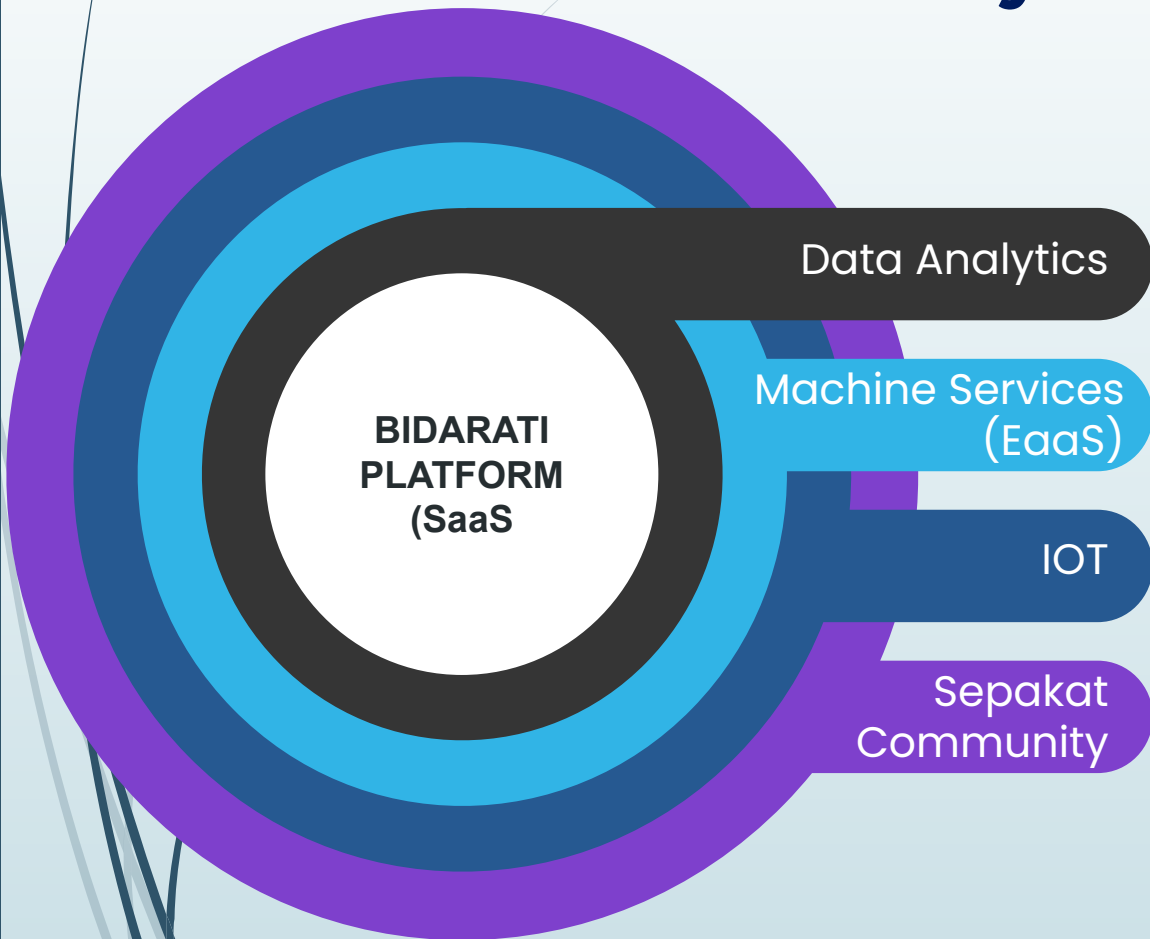 BIDARATI
PLATFORM
(SaaS
Data Analytics
Machine Services
(EaaS)
IOT
Sepakat
Community